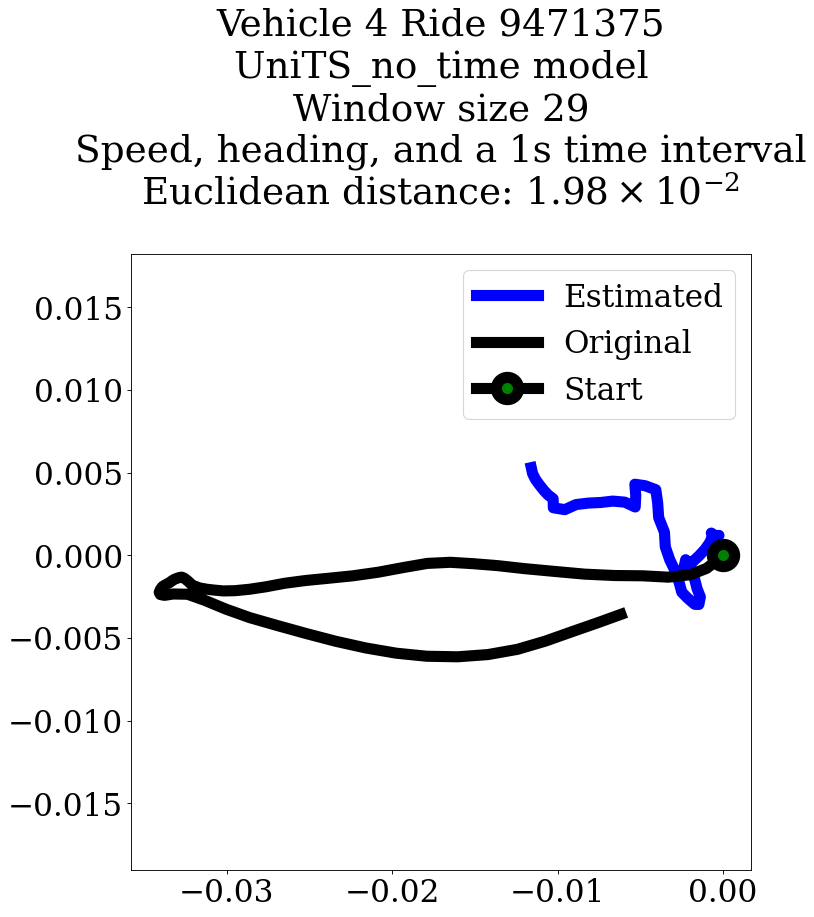 Vehicle 4 Ride 9471375
UniTS_no_time model
Window size 29
Speed, heading, and a 1s time interval
Euclidean distance: 1.98 × 10⁻²
Estimated
Original
Start
0.015
0.010
0.005
0.000
−0.005
−0.010
−0.015
−0.03 −0.02 −0.01 0.00